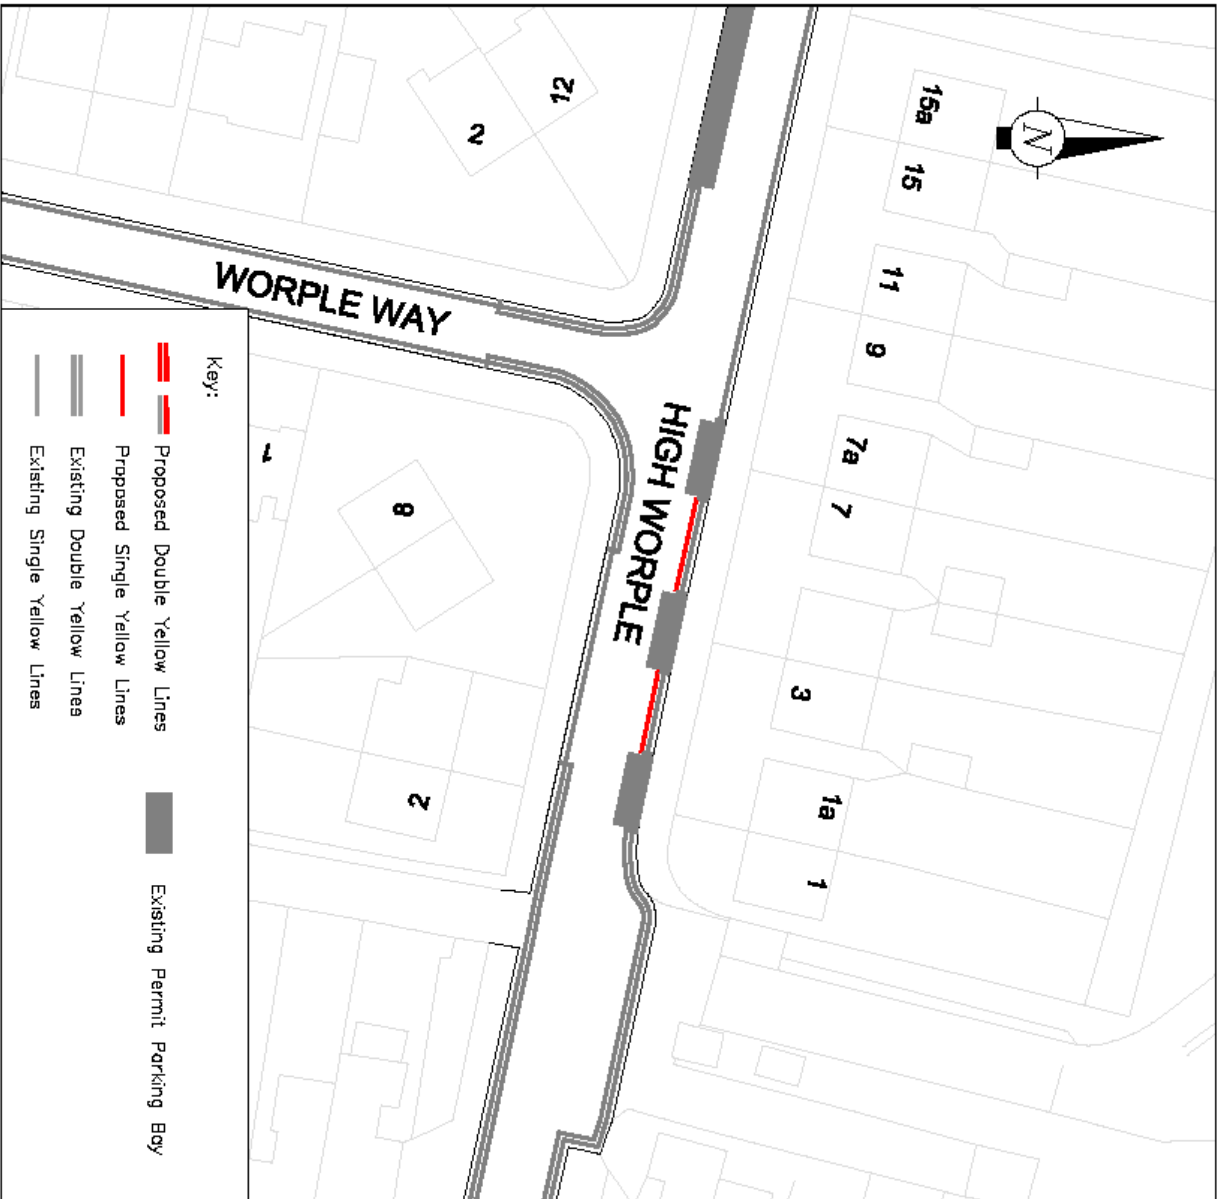 15a
15
11
9
7a
7
3
1a
1
N
12
2
WORPLE WAY
HIGH WORPLE
8
1
2
Key:
Proposed Double Yellow Lines
Proposed Single Yellow Lines
Existing Double Yellow Lines
Existing Single Yellow Lines
Existing Permit Parking Bay